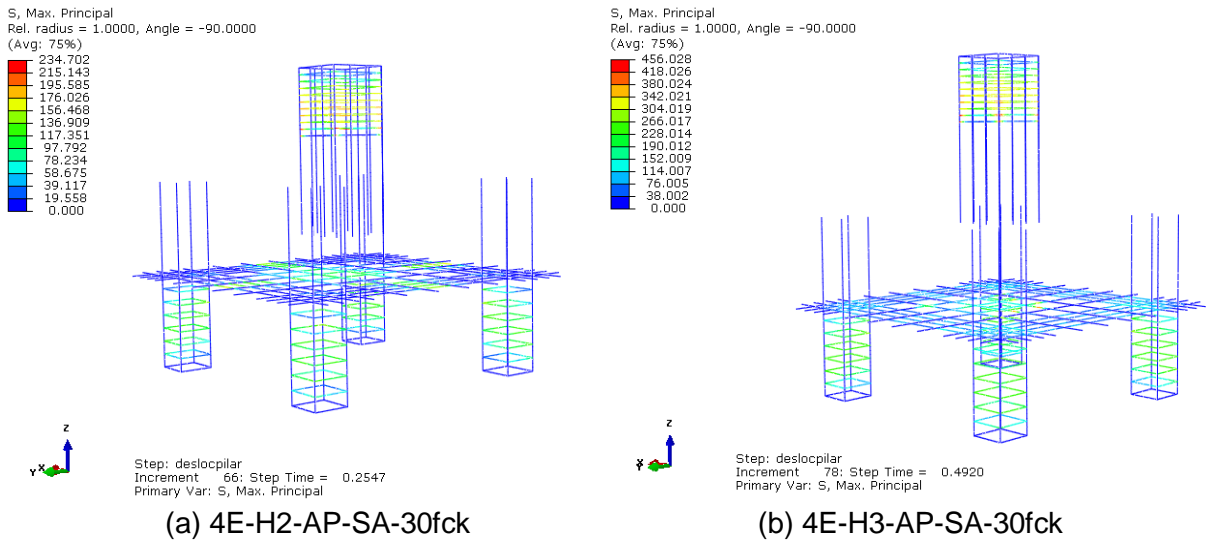 S, Max. Principal
Rel. radius = 1.0000, Angle = -90.0000
(Avg: 75%)
234.702
215.143
195.585
176.026
156.468
136.909
117.351
97.792
78.234
58.675
39.117
19.558
0.000
Z
Y X
Step: deslocpilar
Increment 66: Step Time = 0.2547
Primary Var: S, Max. Principal
(a) 4E-H2-AP-SA-30fck
S, Max. Principal
Rel. radius = 1.0000, Angle = -90.0000
(Avg: 75%)
456.028
418.026
380.024
342.021
304.019
266.017
228.014
190.012
152.009
114.007
76.005
38.002
0.000
Z
Step: deslocpilar
Increment 78: Step Time = 0.4920
Primary Var: S, Max. Principal
(b) 4E-H3-AP-SA-30fck